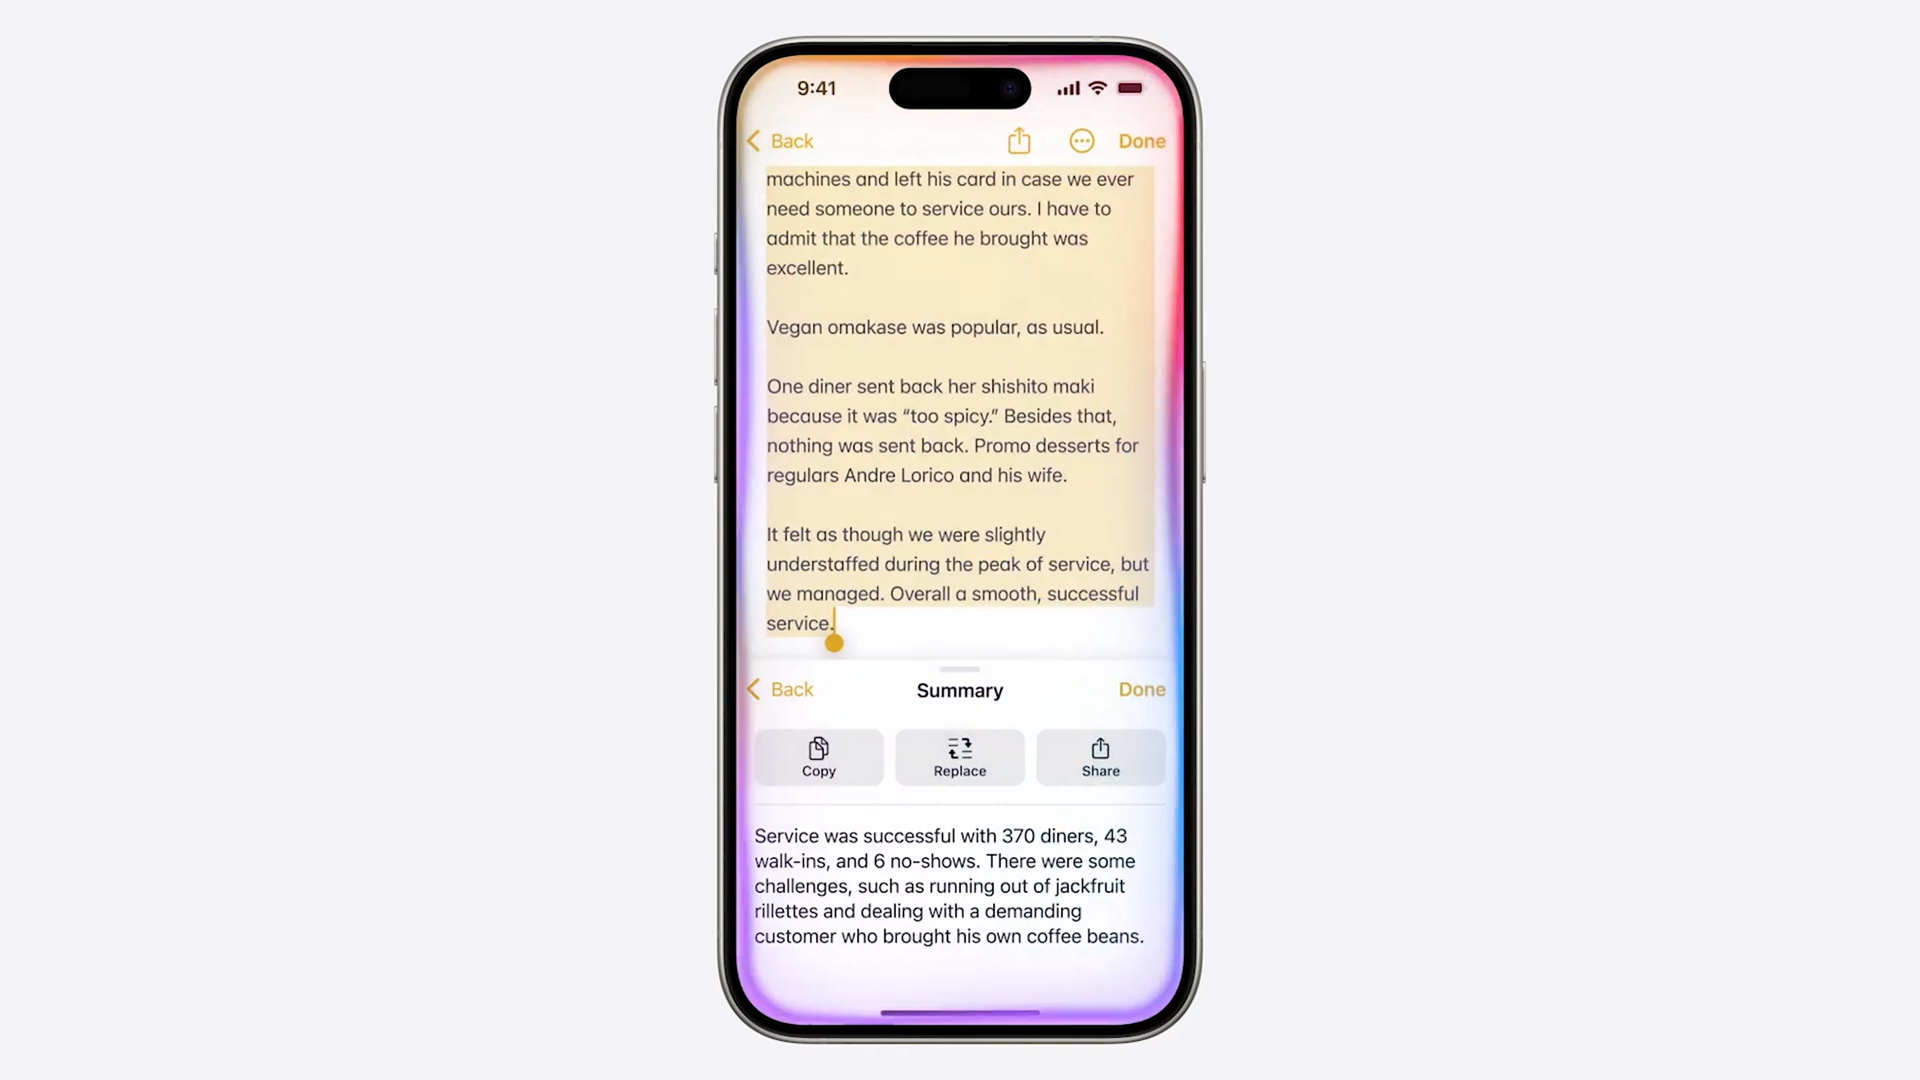 9:41
Back
Done
machines and left his card in case we ever
need someone to service ours. I have to
admit that the coffee he brought was
excellent.
Vegan omakase was popular, as usual.
One diner sent back her shishito maki
because it was “too spicy.” Besides that,
nothing was sent back. Promo desserts for
regulars Andre Lorico and his wife.
It felt as though we were slightly
understaffed during the peak of service, but
we managed. Overall a smooth, successful
service.
Back
Summary
Done
Copy
Replace
Share
Service was successful with 370 diners, 43
walk-ins, and 6 no-shows. There were some
challenges, such as running out of jackfruit
rillettes and dealing with a demanding
customer who brought his own coffee beans.